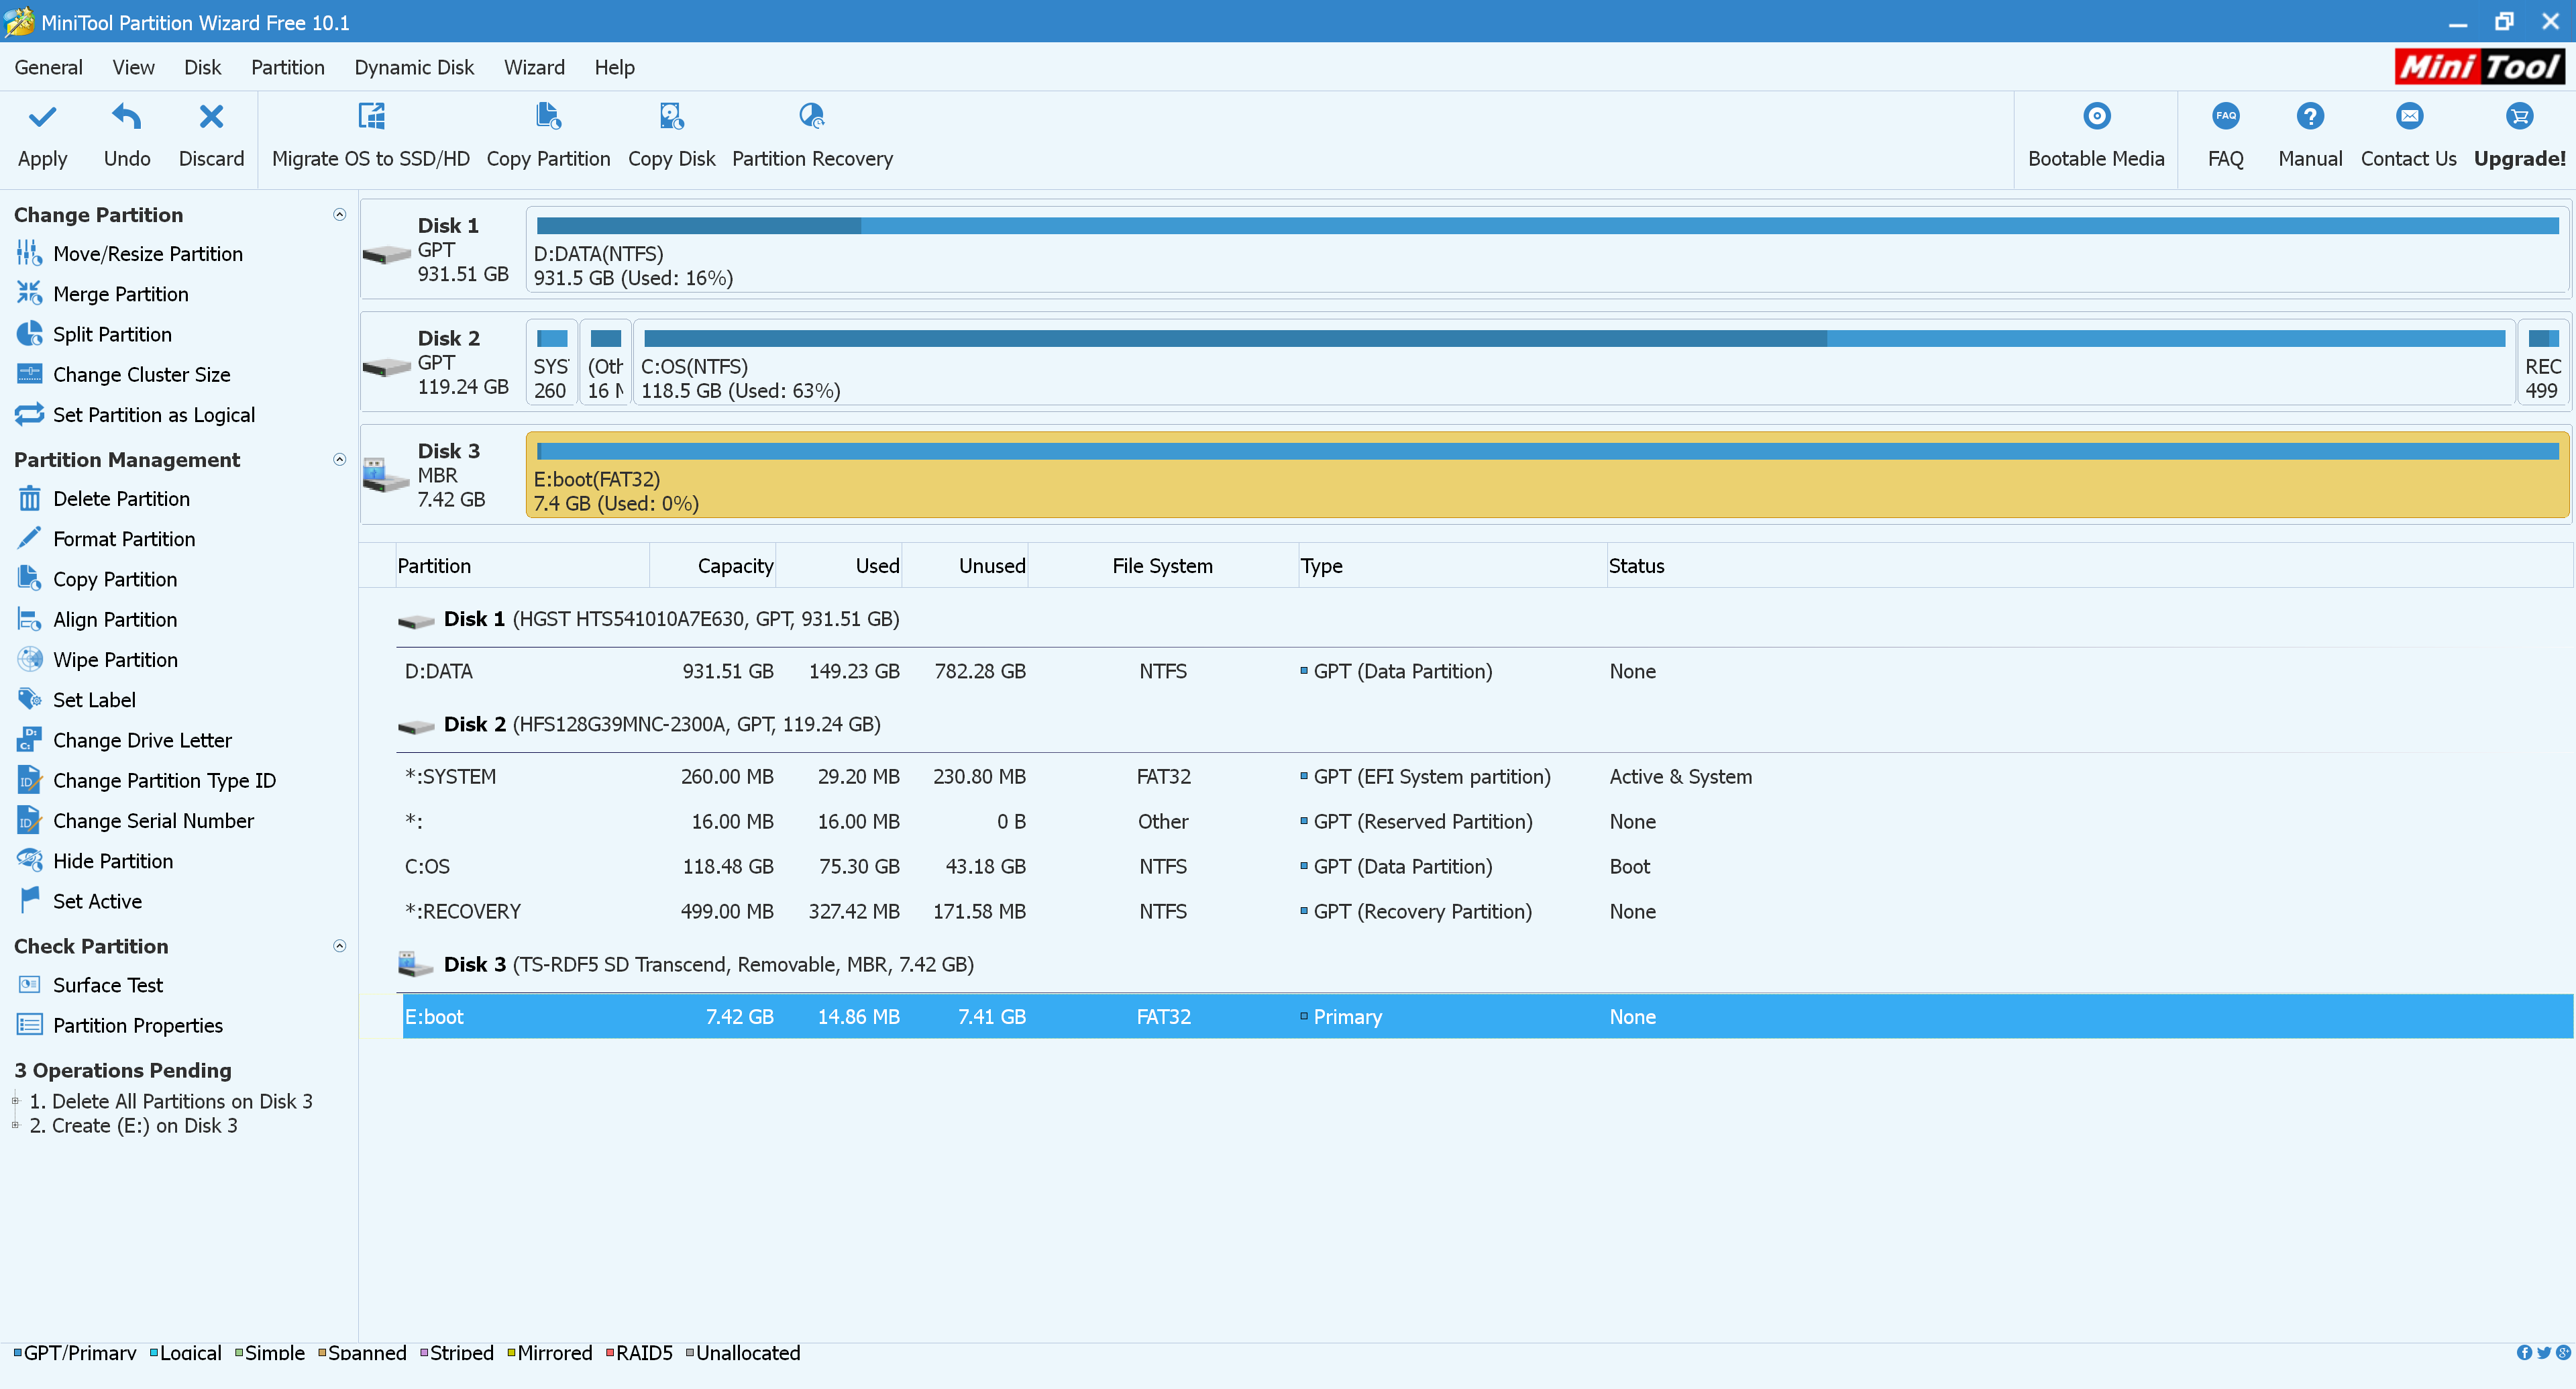 MiniTool Partition Wizard Free 10.1
General View Disk Partition Dynamic Disk Wizard Help
Mini Tool
Apply Undo Discard Migrate OS to SSD/HD Copy Partition Copy Disk Partition Recovery Bootable Media FAQ Manual Contact Us Upgrade!
Change Partition
Move/Resize Partition
Merge Partition
Split Partition
Change Cluster Size
Set Partition as Logical
Partition Management
Delete Partition
Format Partition
Copy Partition
Align Partition
Wipe Partition
Set Label
Change Drive Letter
Change Partition Type ID
Change Serial Number
Hide Partition
Set Active
Check Partition
Surface Test
Partition Properties
3 Operations Pending
1. Delete All Partitions on Disk 3
2. Create (E:) on Disk 3
Disk 1
GPT
931.51 GB
D:DATA(NTFS)
931.5 GB (Used: 16%)
Disk 2
GPT
119.24 GB
SYS
260
(Oth
16 M
C:OS(NTFS)
118.5 GB (Used: 63%)
REC
499
Disk 3
MBR
7.42 GB
E:boot(FAT32)
7.4 GB (Used: 0%)
Partition Capacity Used Unused File System Type Status
Disk 1 (HGST HTS541010A7E630, GPT, 931.51 GB)
D:DATA 931.51 GB 149.23 GB 782.28 GB NTFS GPT (Data Partition) None
Disk 2 (HFS128G39MNC-2300A, GPT, 119.24 GB)
*:SYSTEM 260.00 MB 29.20 MB 230.80 MB FAT32 GPT (EFI System partition) Active & System
*: 16.00 MB 16.00 MB 0 B Other GPT (Reserved Partition) None
C:OS 118.48 GB 75.30 GB 43.18 GB NTFS GPT (Data Partition) Boot
*:RECOVERY 499.00 MB 327.42 MB 171.58 MB NTFS GPT (Recovery Partition) None
Disk 3 (TS-RDF5 SD Transcend, Removable, MBR, 7.42 GB)
E:boot 7.42 GB 14.86 MB 7.41 GB FAT32 Primary None
GPT/Primary Logical Simple Spanned Striped Mirrored RAID5 Unallocated